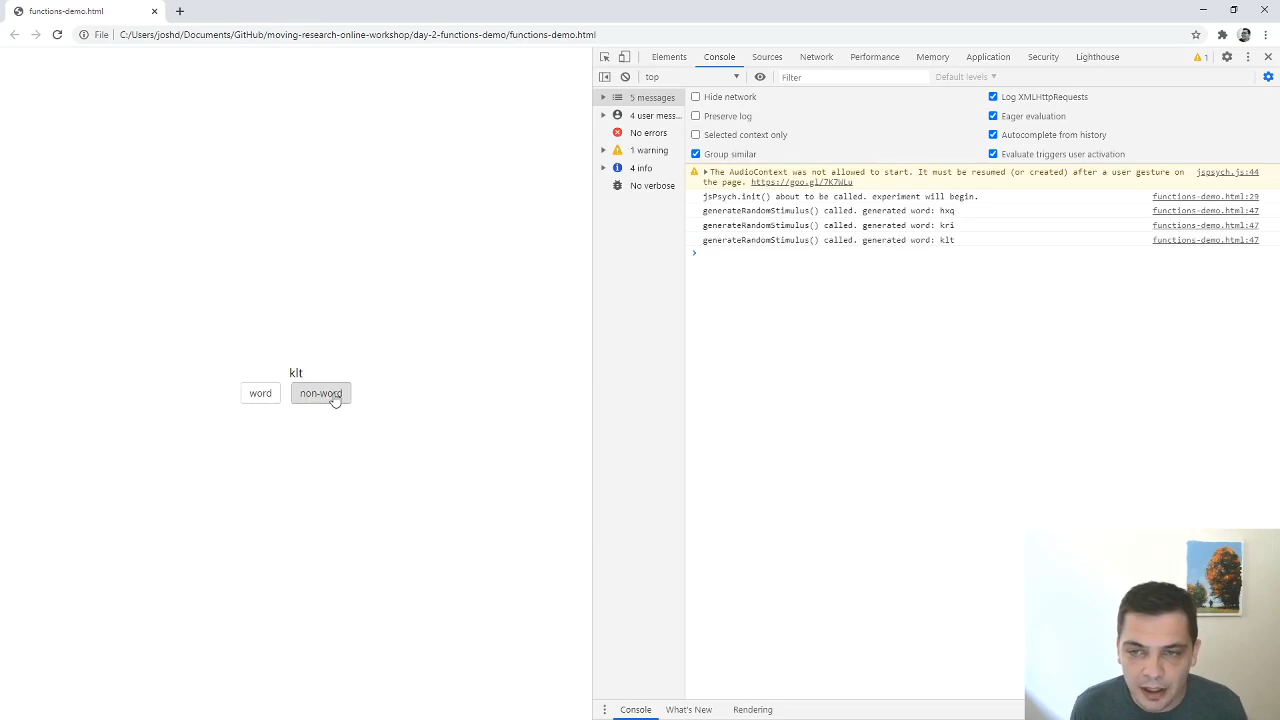 functions-demo.html
File C:/Users/joshd/Documents/GitHub/moving-research-online-workshop/day-2-functions-demo/functions-demo.html
Elements Console Sources Network Performance Memory Application Security Lighthouse 1
top Filter Default levels
5 messages
4 user mess...
No errors
1 warning
4 info
No verbose
Hide network Log XMLHttpRequests
Preserve log Eager evaluation
Selected context only Autocomplete from history
Group similar Evaluate triggers user activation
The AudioContext was not allowed to start. It must be resumed (or created) after a user gesture on jspsych.js:44
the page. https://goo.gl/7K7WLu
jsPsych.init() about to be called. experiment will begin. functions-demo.html:29
generateRandomStimulus() called. generated word: hxq functions-demo.html:47
generateRandomStimulus() called. generated word: kri functions-demo.html:47
generateRandomStimulus() called. generated word: klt functions-demo.html:47
klt
word non-word
Console What's New Rendering